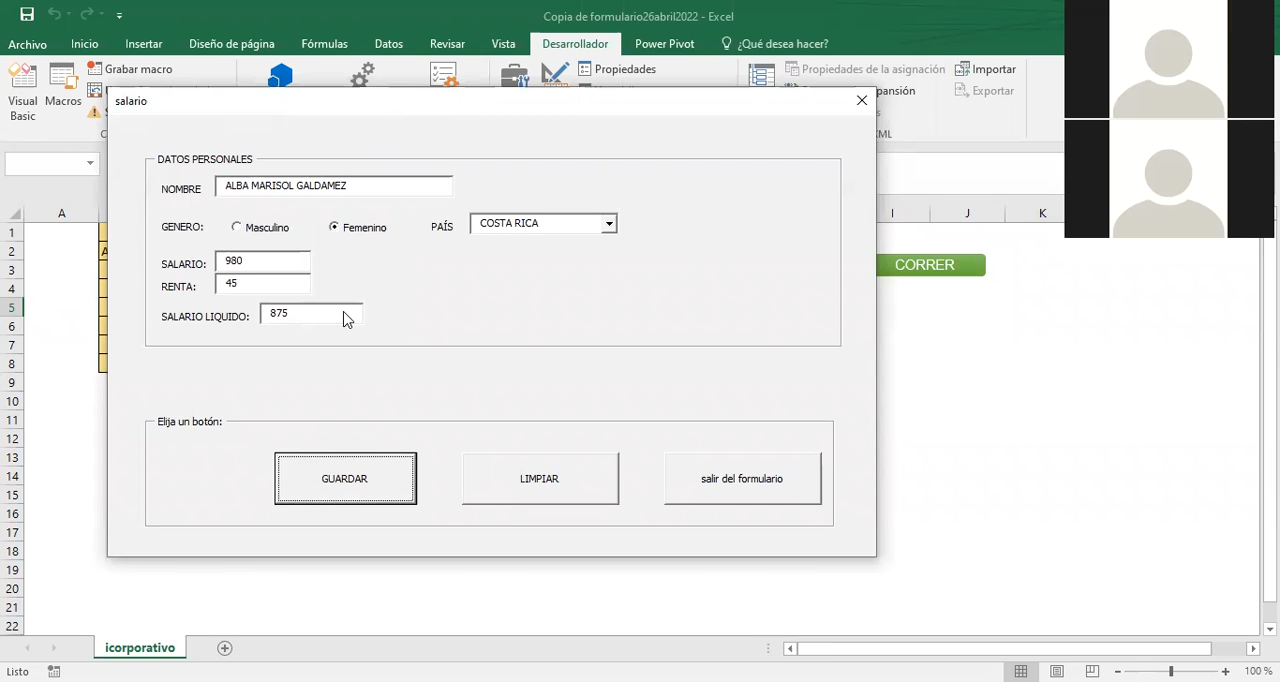 Copia de formulario26abril2022 - Excel
Archivo Inicio Insertar Diseño de página Fórmulas Datos Revisar Vista Desarrollador Power Pivot ¿Qué desea hacer?
Visual Basic
Macros
Grabar macro
Propiedades
Propiedades de la asignación
Importar
Exportar
salario
DATOS PERSONALES
NOMBRE ALBA MARISOL GALDAMEZ
GENERO: Masculino Femenino PAÍS COSTA RICA
SALARIO: 980
RENTA: 45
SALARIO LIQUIDO: 875
Elija un botón:
GUARDAR LIMPIAR salir del formulario
A I J K
CORRER
1
2
3
4
5
6
7
8
9
10
11
12
13
14
15
16
17
18
19
20
21
22
icorporativo
Listo 100 %